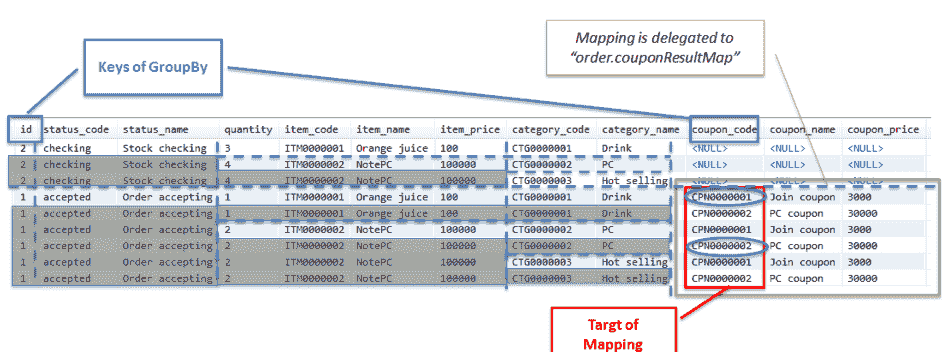 Mapping is delegated to
"order.couponResultMap"
Keys of GroupBy
id status_code status_name quantity item_code item_name item_price category_code category_name coupon_code coupon_name coupon_price
2 checking Stock checking 3 ITM0000001 Orange juice 100 CTG0000001 Drink <NULL> <NULL> <NULL>
2 checking Stock checking 4 ITM0000002 NotePC 100000 CTG0000002 PC <NULL> <NULL> <NULL>
2 checking Stock checking 4 ITM0000002 NotePC 100000 CTG0000003 Hot selling <NULL> <NULL> <NULL>
1 accepted Order accepting 1 ITM0000001 Orange juice 100 CTG0000001 Drink CPN0000001 Join coupon 3000
1 accepted Order accepting 1 ITM0000001 Orange juice 100 CTG0000001 Drink CPN0000002 PC coupon 30000
1 accepted Order accepting 2 ITM0000002 NotePC 100000 CTG0000002 PC CPN0000001 Join coupon 3000
1 accepted Order accepting 2 ITM0000002 NotePC 100000 CTG0000002 PC CPN0000002 PC coupon 30000
1 accepted Order accepting 2 ITM0000002 NotePC 100000 CTG0000003 Hot selling CPN0000001 Join coupon 3000
1 accepted Order accepting 2 ITM0000002 NotePC 100000 CTG0000003 Hot selling CPN0000002 PC coupon 30000
Targt of
Mapping